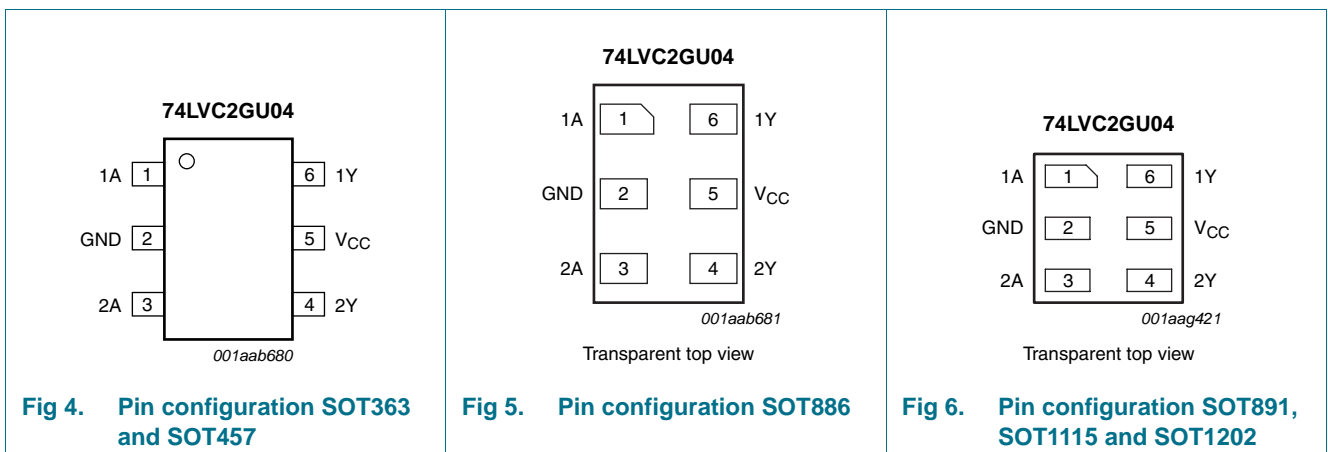 74LVC2GU04
1A 1 6 1Y
GND 2 5 VCC
2A 3 4 2Y
001aab680
Fig 4. Pin configuration SOT363
and SOT457
74LVC2GU04
1A 1 6 1Y
GND 2 5 VCC
2A 3 4 2Y
001aab681
Transparent top view
Fig 5. Pin configuration SOT886
74LVC2GU04
1A 1 6 1Y
GND 2 5 VCC
2A 3 4 2Y
001aag421
Transparent top view
Fig 6. Pin configuration SOT891,
SOT1115 and SOT1202